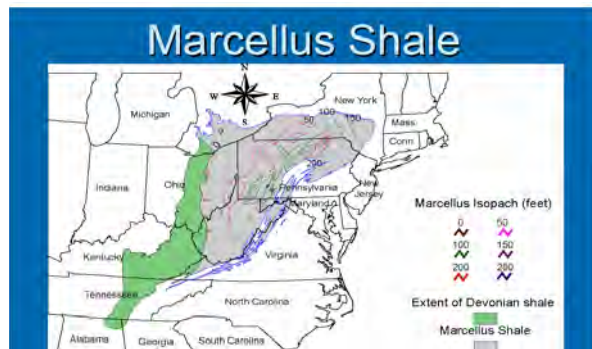 Marcellus Shale
N
W E
S
Michigan
New York
50 100 150
Mass.
Conn
0
Indiana
Ohio
200
Pennsylvania
New
Jersey
Maryland
Marcellus Isopach (feet)
0 50
100 150
200 250
Kentucky
Virginia
Tennessee
North Carolina
Extent of Devonian shale
Marcellus Shale
Alabama Georgia South Carolina